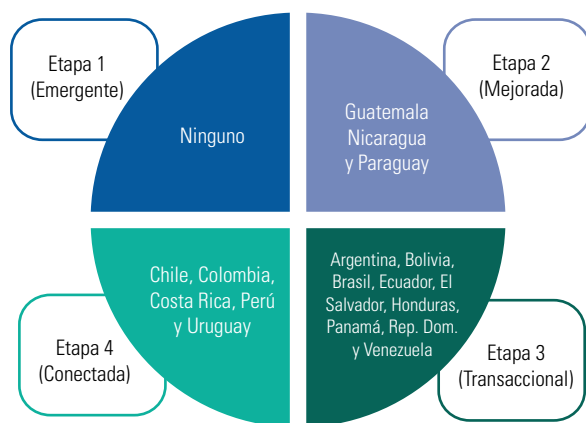 Etapa 1
(Emergente)
Ninguno
Etapa 2
(Mejorada)
Guatemala
Nicaragua
y Paraguay
Chile, Colombia,
Costa Rica, Perú
y Uruguay
Etapa 4
(Conectada)
Argentina, Bolivia,
Brasil, Ecuador, El
Salvador, Honduras,
Panamá, Rep. Dom.
y Venezuela
Etapa 3
(Transaccional)